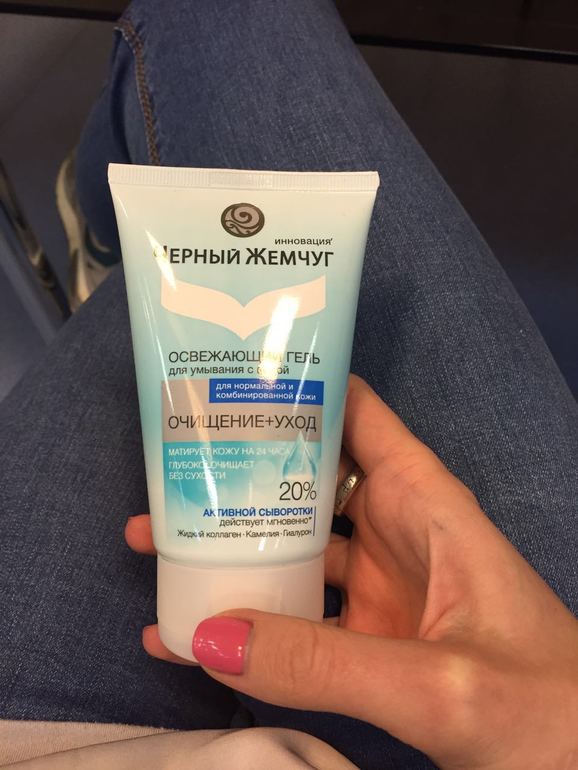 инновация*
ЧЕРНЫЙ ЖЕМЧУГ
ОСВЕЖАЮЩИЙ ГЕЛЬ
для умывания с
для нормальной и
комбинированной кожи
ОЧИЩЕНИЕ+УХОД
МАТИРУЕТ КОЖУ НА 24 ЧАСА
ГЛУБОКО ОЧИЩАЕТ
БЕЗ СУХОСТИ
20%
АКТИВНОЙ СЫВОРОТКИ
действует мгновенно**
Жидкий коллаген·Камелия·Гиалурон